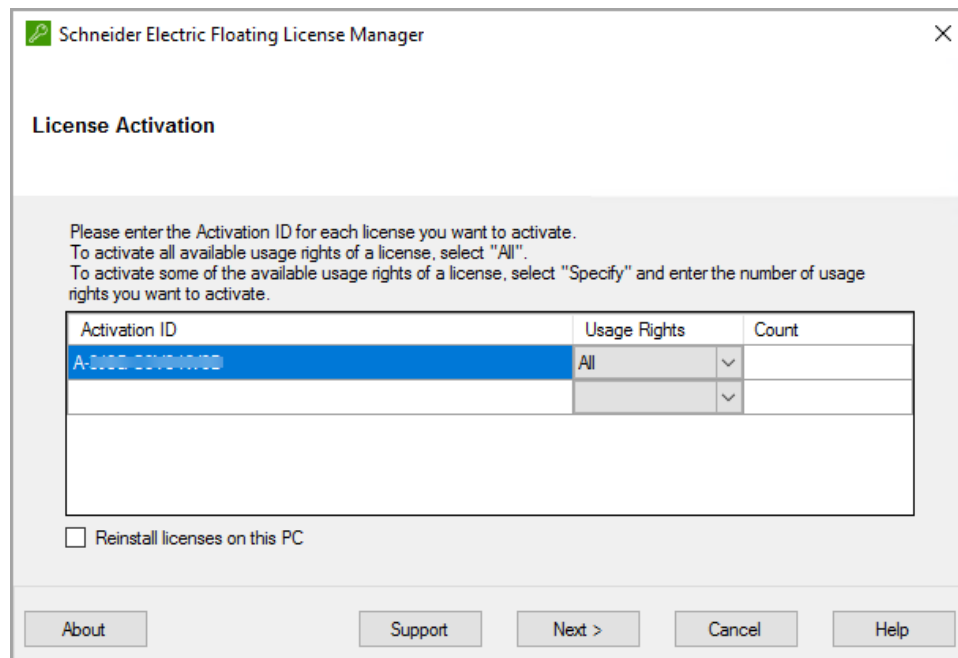 Schneider Electric Floating License Manager
License Activation
Please enter the Activation ID for each license you want to activate.
To activate all available usage rights of a license, select "All".
To activate some of the available usage rights of a license, select "Specify" and enter the number of usage
rights you want to activate.
Activation ID Usage Rights Count
A- All
Reinstall licenses on this PC
About Support Next > Cancel Help